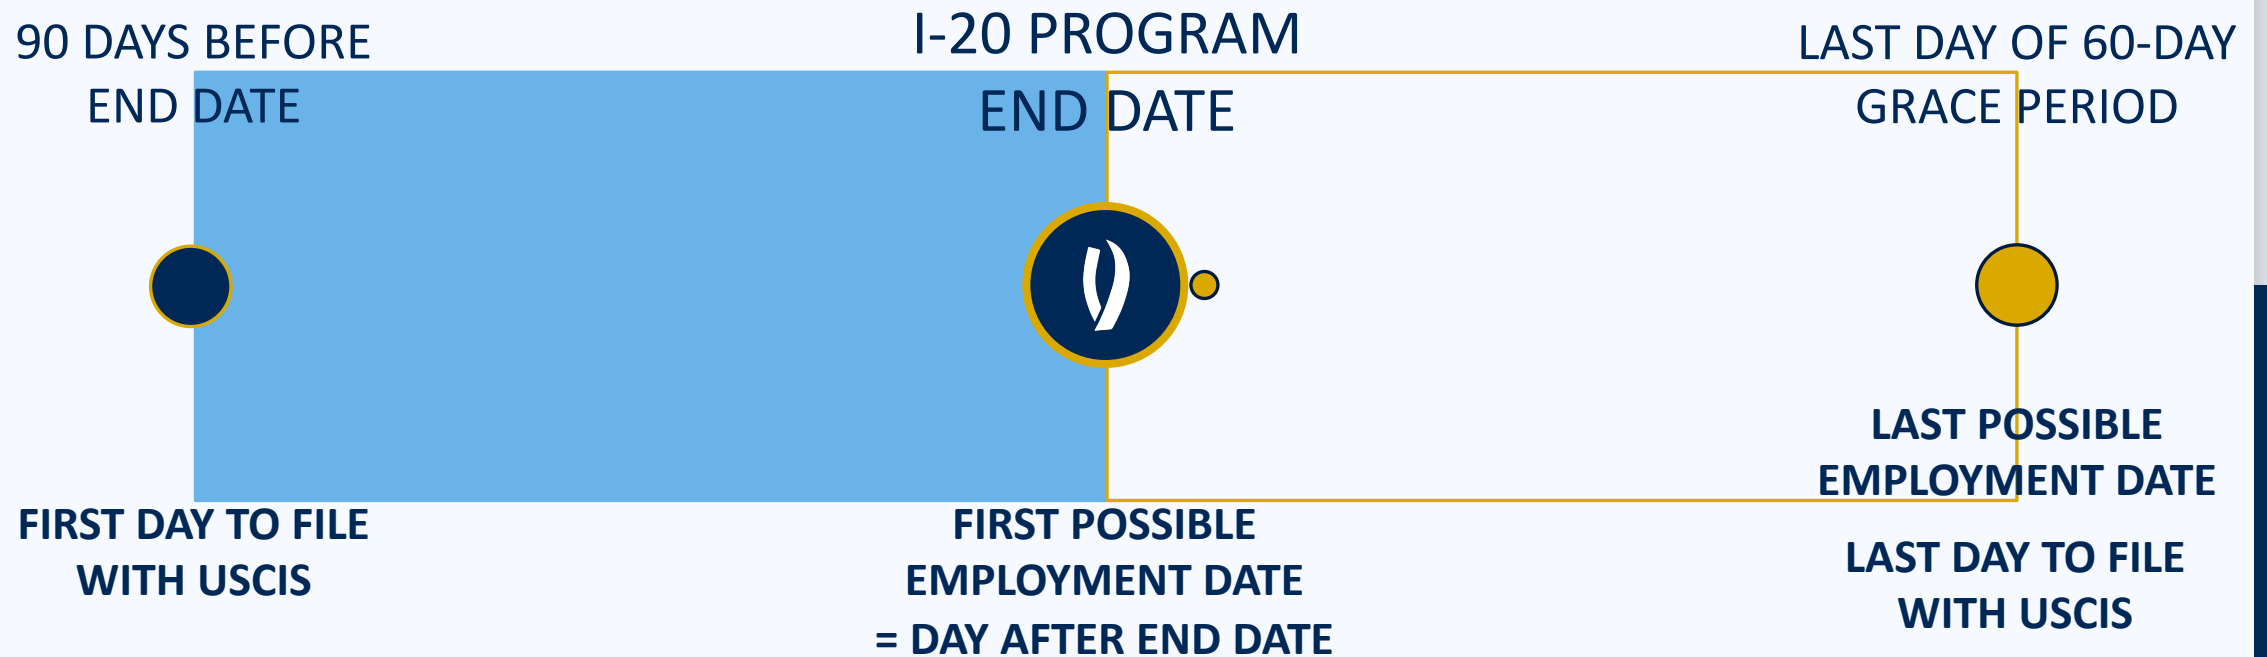 90 DAYS BEFORE
END DATE
I-20 PROGRAM
END DATE
LAST DAY OF 60-DAY
GRACE PERIOD
FIRST DAY TO FILE
WITH USCIS
FIRST POSSIBLE
EMPLOYMENT DATE
= DAY AFTER END DATE
LAST POSSIBLE
EMPLOYMENT DATE
LAST DAY TO FILE
WITH USCIS